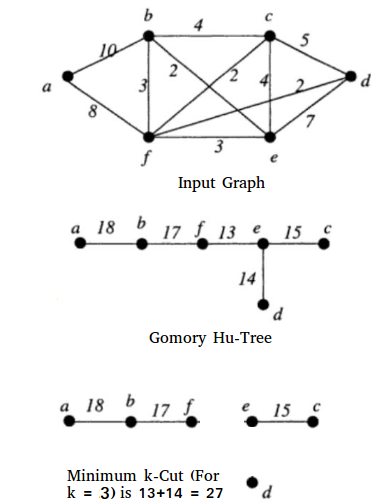 b 4 c
10 5
a 3 2 2 4 2 d
8 7
f 3 e
Input Graph
a 18 b 17 f 13 e 15 c
14
d
Gomory Hu-Tree
a 18 b 17 f e 15 c
Minimum k-Cut (For
k = 3) is 13+14 = 27
d